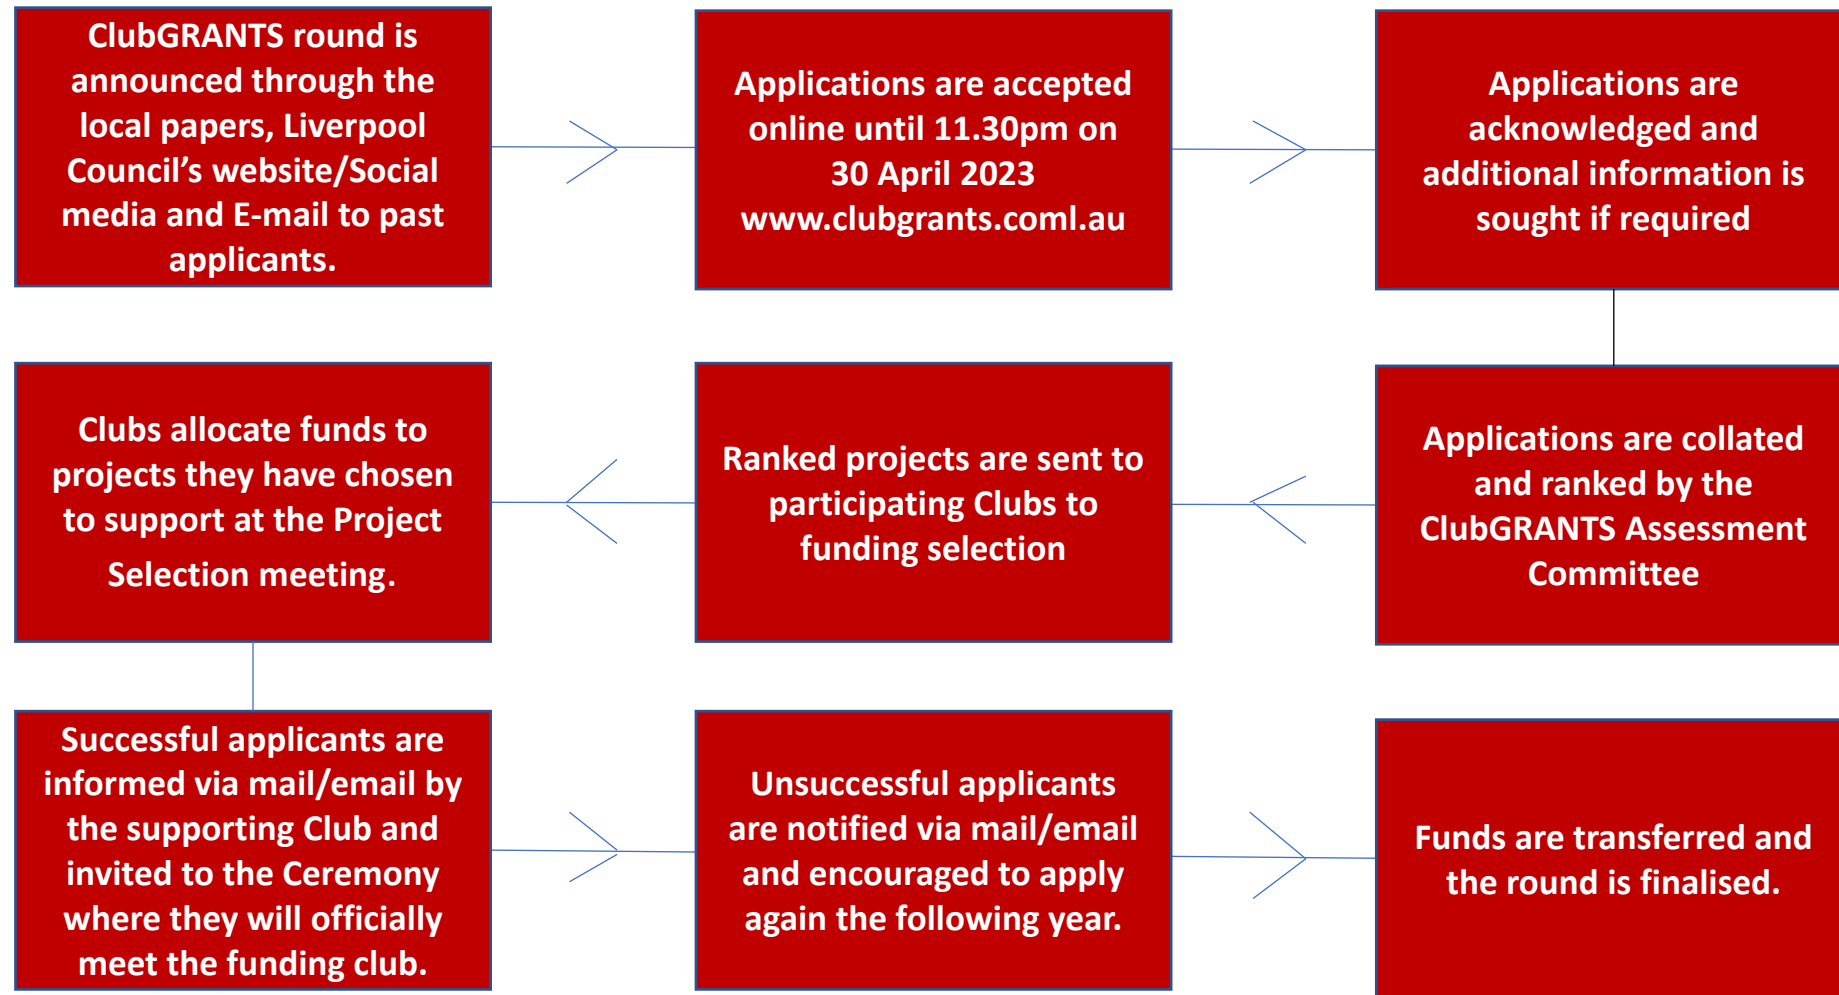 ClubGRANTS round is
announced through the
local papers, Liverpool
Council’s website/Social
media and E-mail to past
applicants.
Applications are accepted
online until 11.30pm on
30 April 2023
www.clubgrants.coml.au
Applications are
acknowledged and
additional information is
sought if required
Applications are collated
and ranked by the
ClubGRANTS Assessment
Committee
Ranked projects are sent to
participating Clubs to
funding selection
Clubs allocate funds to
projects they have chosen
to support at the Project
Selection meeting.
Successful applicants are
informed via mail/email by
the supporting Club and
invited to the Ceremony
where they will officially
meet the funding club.
Unsuccessful applicants
are notified via mail/email
and encouraged to apply
again the following year.
Funds are transferred and
the round is finalised.